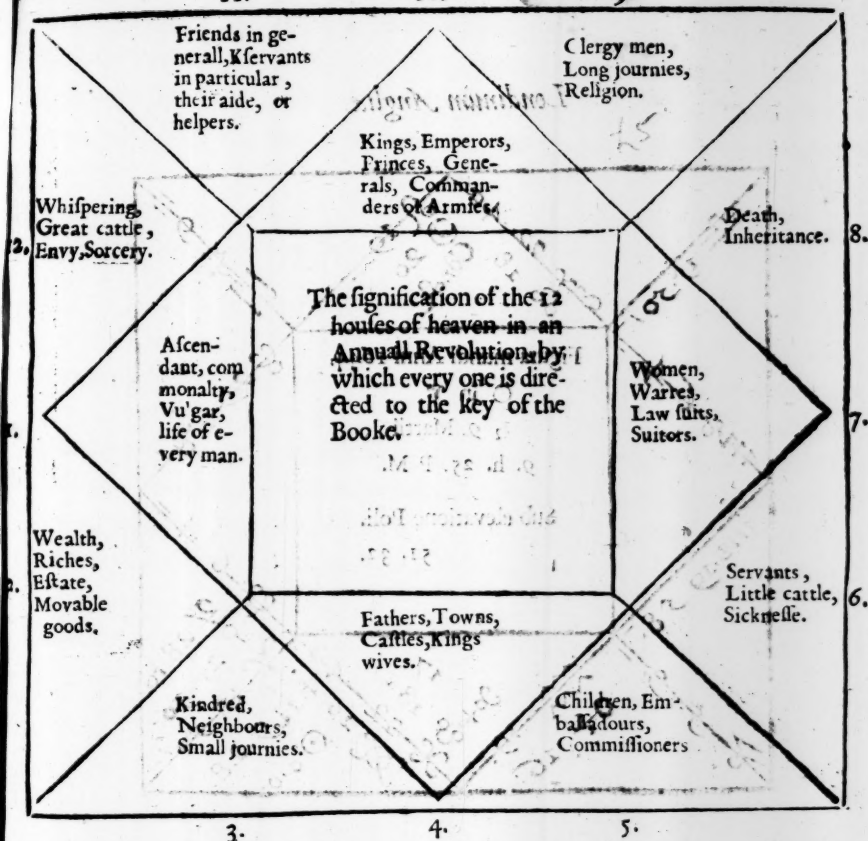 Friends in ge-
nerall, Kſervants
in particular,
their aide, or
helpers.
Clergy men,
Long journies,
Religion.
Kings, Emperors,
Princes, Gene-
rals, Comman-
ders of Armies.
Whiſpering,
Great cattle,
Envy, Sorcery.
Death,
Inheritance.
8.
The ſignification of the 12
houſes of heaven in an
Annuall Revolution, by
which every one is dire-
cted to the key of the
Booke.
Aſcen-
dant, com
monalty,
Vu'gar,
life of e-
very man.
Women,
Warres,
Law ſuits,
Suitors.
7.
Wealth,
Riches,
Eſtate,
Movable
goods.
Servants,
Little cattle,
Sickneſſe.
6.
Fathers, Towns,
Caſtles, Kings
wives.
Kindred,
Neighbours,
Small journies.
Children, Em-
baſſadours,
Commiſſioners
3.
4.
5.